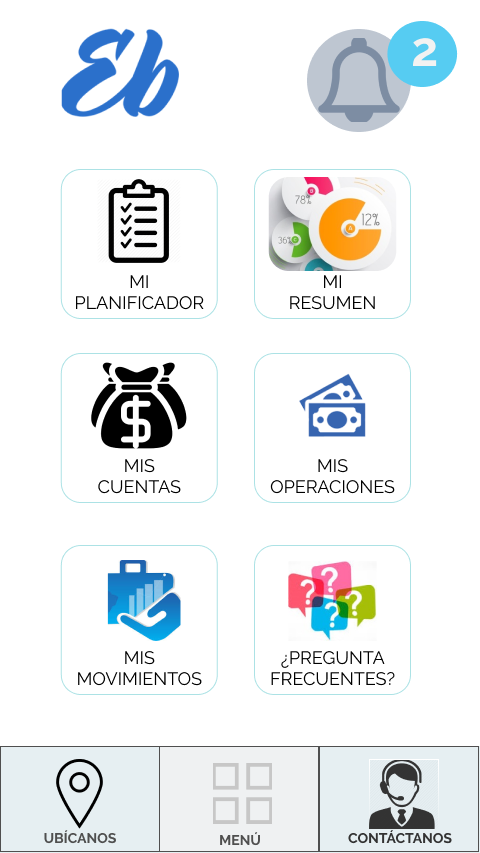 Eb
2
MI
PLANIFICADOR
78%
12%
36%
MI
RESUMEN
MIS
CUENTAS
MIS
OPERACIONES
MIS
MOVIMIENTOS
¿PREGUNTA
FRECUENTES?
UBÍCANOS
MENÚ
CONTÁCTANOS